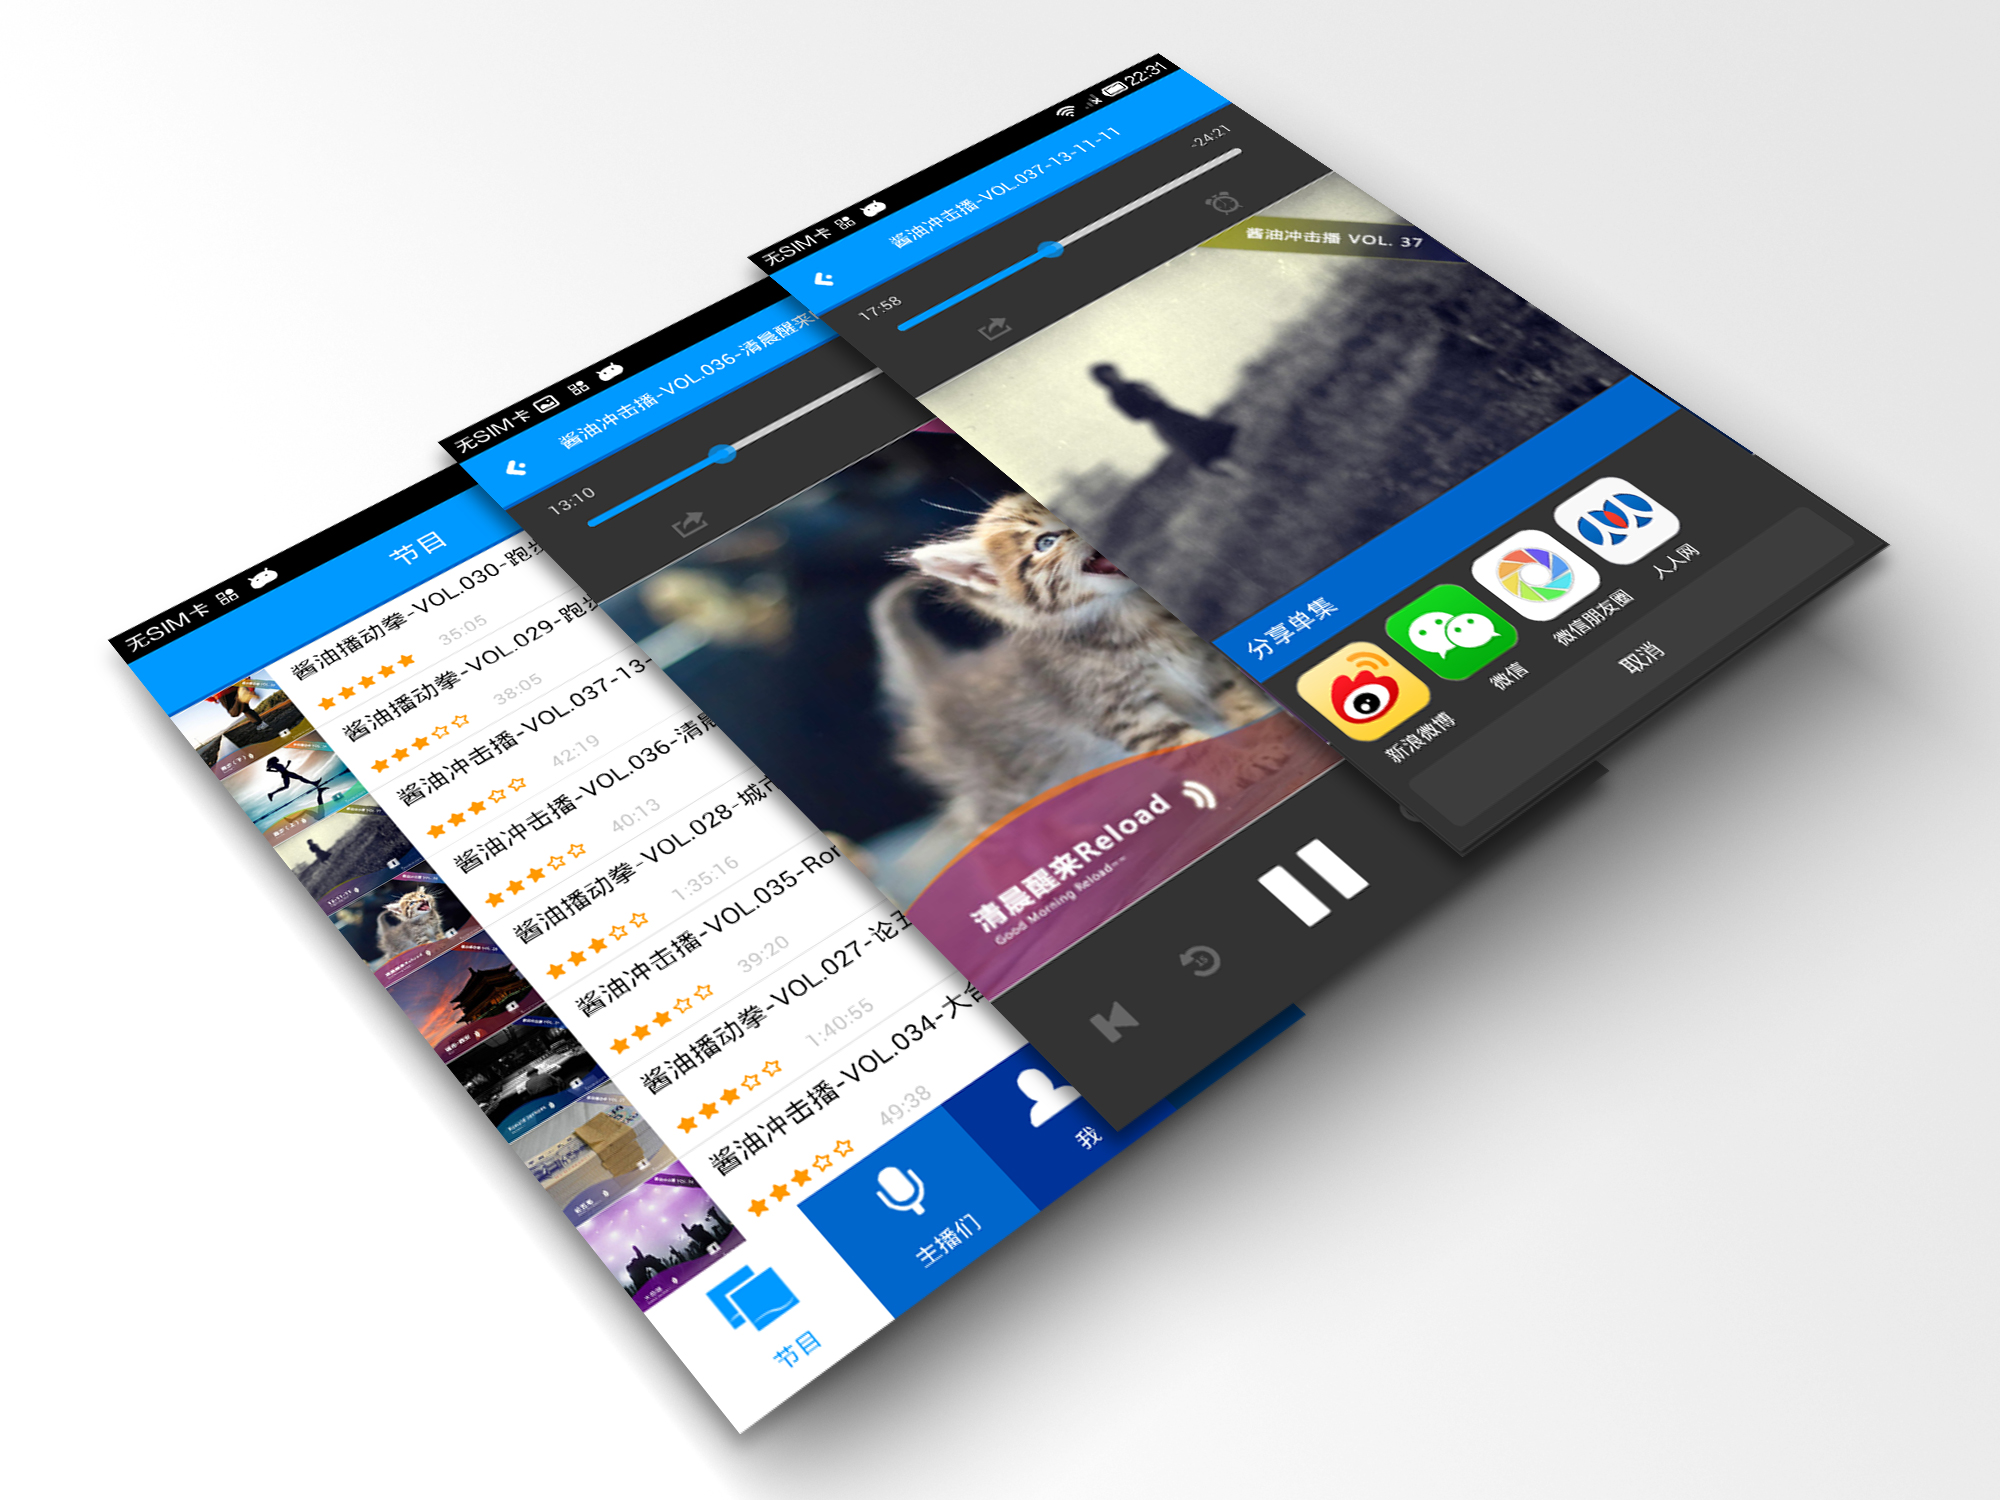 无SIM卡
节目
酱油播动拳-VOL.030-跑步
35:05
酱油播动拳-VOL.029-跑步
38:05
酱油冲击播-VOL.037-13-
42:19
酱油冲击播-VOL.036-清晨
40:13
酱油播动拳-VOL.028-城市
1:35:16
酱油冲击播-VOL.035-Ron
39:20
酱油播动拳-VOL.027-论五
1:40:55
酱油冲击播-VOL.034-大合
49:38
节目
主播们
我
无SIM卡
酱油冲击播-VOL.036-清晨醒来
13:10
清晨醒来Reload
Good Morning Reload~~
15
无SIM卡
22:31
酱油冲击播-VOL.037-13-11-11
17:58
-24:21
酱油冲击播 VOL. 37
分享单集
新浪微博
微信
微信朋友圈
人人网
取消